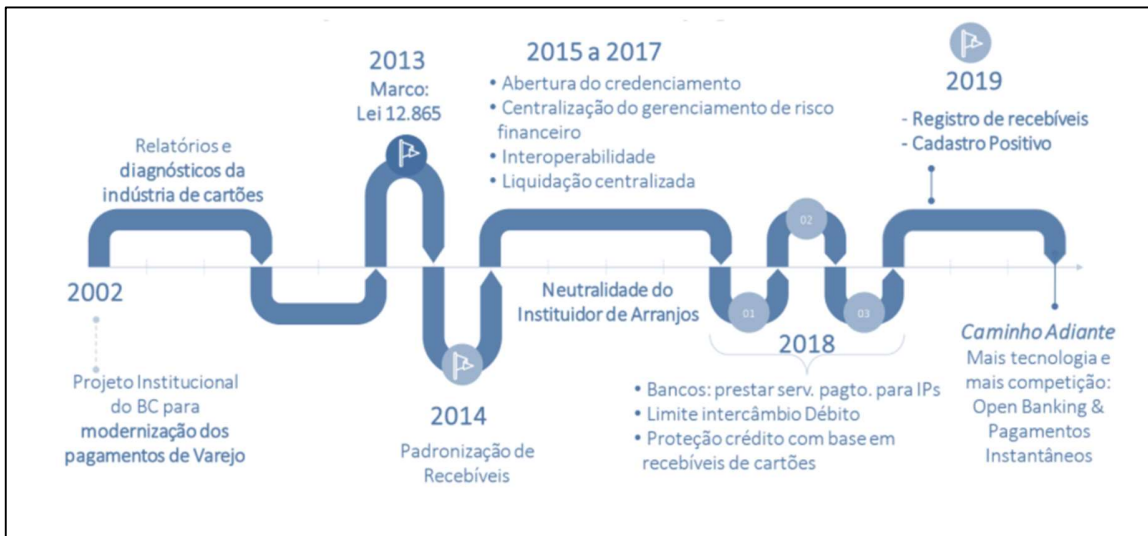 2002
Projeto Institucional
do BC para
modernização dos
pagamentos de Varejo
Relatórios e
diagnósticos da
indústria de cartões
2013
Marco:
Lei 12.865
2014
Padronização de
Recebíveis
2015 a 2017
• Abertura do credenciamento
• Centralização do gerenciamento de risco
financeiro
• Interoperabilidade
• Liquidação centralizada
Neutralidade do
Instituidor de Arranjos
01
02
03
2018
• Bancos: prestar serv. pagto. para IPs
• Limite intercâmbio Débito
• Proteção crédito com base em
recebíveis de cartões
2019
- Registro de recebíveis
- Cadastro Positivo
Caminho Adiante
Mais tecnologia e
mais competição:
Open Banking &
Pagamentos
Instantâneos